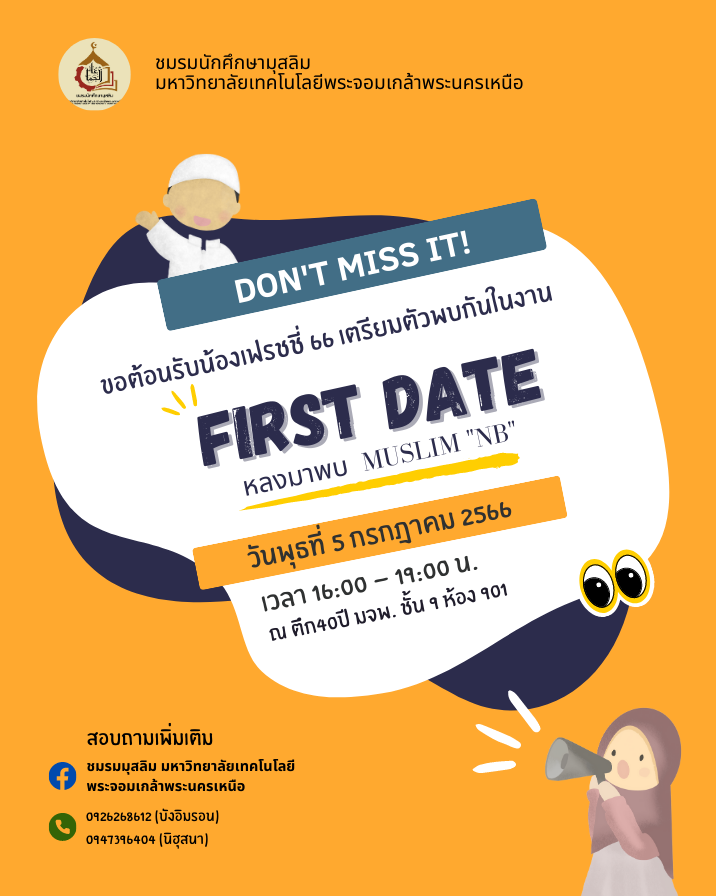 ชมรมนักศึกษามุสลิม
มหาวิทยาลัยเทคโนโลยีพระจอมเกล้าพระนครเหนือ
DON'T MISS IT!
ขอต้อนรับน้องเฟรชชี่ 66 เตรียมตัวพบกันในงาน
FIRST DATE
หลงมาพบ MUSLIM "NB"
วันพุธที่ 5 กรกฎาคม 2566
เวลา 16:00 – 19:00 น.
ณ ตึก40ปี มจพ. ชั้น 9 ห้อง 901
สอบถามเพิ่มเติม
ชมรมมุสลิม มหาวิทยาลัยเทคโนโลยี
พระจอมเกล้าพระนครเหนือ
0926268612 (บังอิมรอน)
0947396404 (นิฮุสนา)